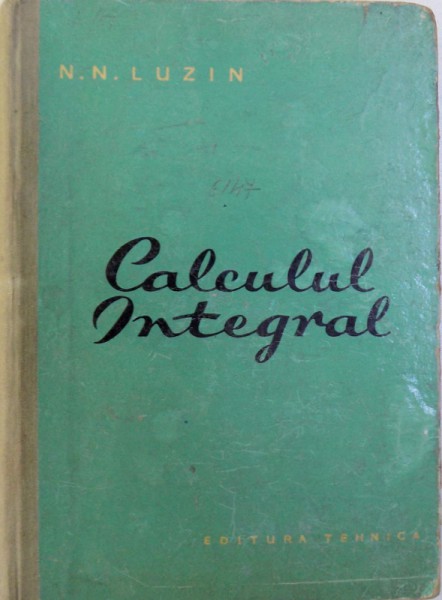 N. N. LUZIN
Calculul
Integral
EDITURA TEHNICA